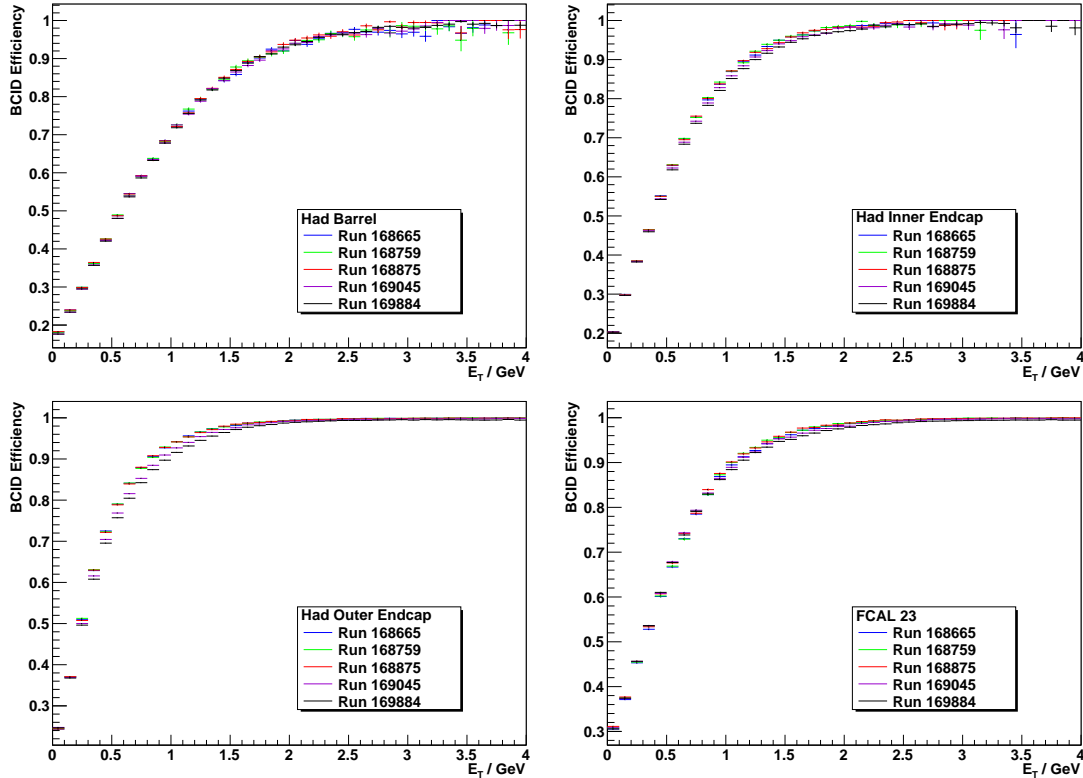 BCID Efficiency
1
0.9
0.8
0.7
0.6
0.5
0.4
0.3
0.2
0 0.5 1 1.5 2 2.5 3 3.5 4
E_T / GeV
Had Barrel
Run 168665
Run 168759
Run 168875
Run 169045
Run 169884
BCID Efficiency
1
0.9
0.8
0.7
0.6
0.5
0.4
0.3
0.2
0 0.5 1 1.5 2 2.5 3 3.5 4
E_T / GeV
Had Inner Endcap
Run 168665
Run 168759
Run 168875
Run 169045
Run 169884
BCID Efficiency
1
0.9
0.8
0.7
0.6
0.5
0.4
0.3
0 0.5 1 1.5 2 2.5 3 3.5 4
E_T / GeV
Had Outer Endcap
Run 168665
Run 168759
Run 168875
Run 169045
Run 169884
BCID Efficiency
1
0.9
0.8
0.7
0.6
0.5
0.4
0.3
0 0.5 1 1.5 2 2.5 3 3.5 4
E_T / GeV
FCAL 23
Run 168665
Run 168759
Run 168875
Run 169045
Run 169884